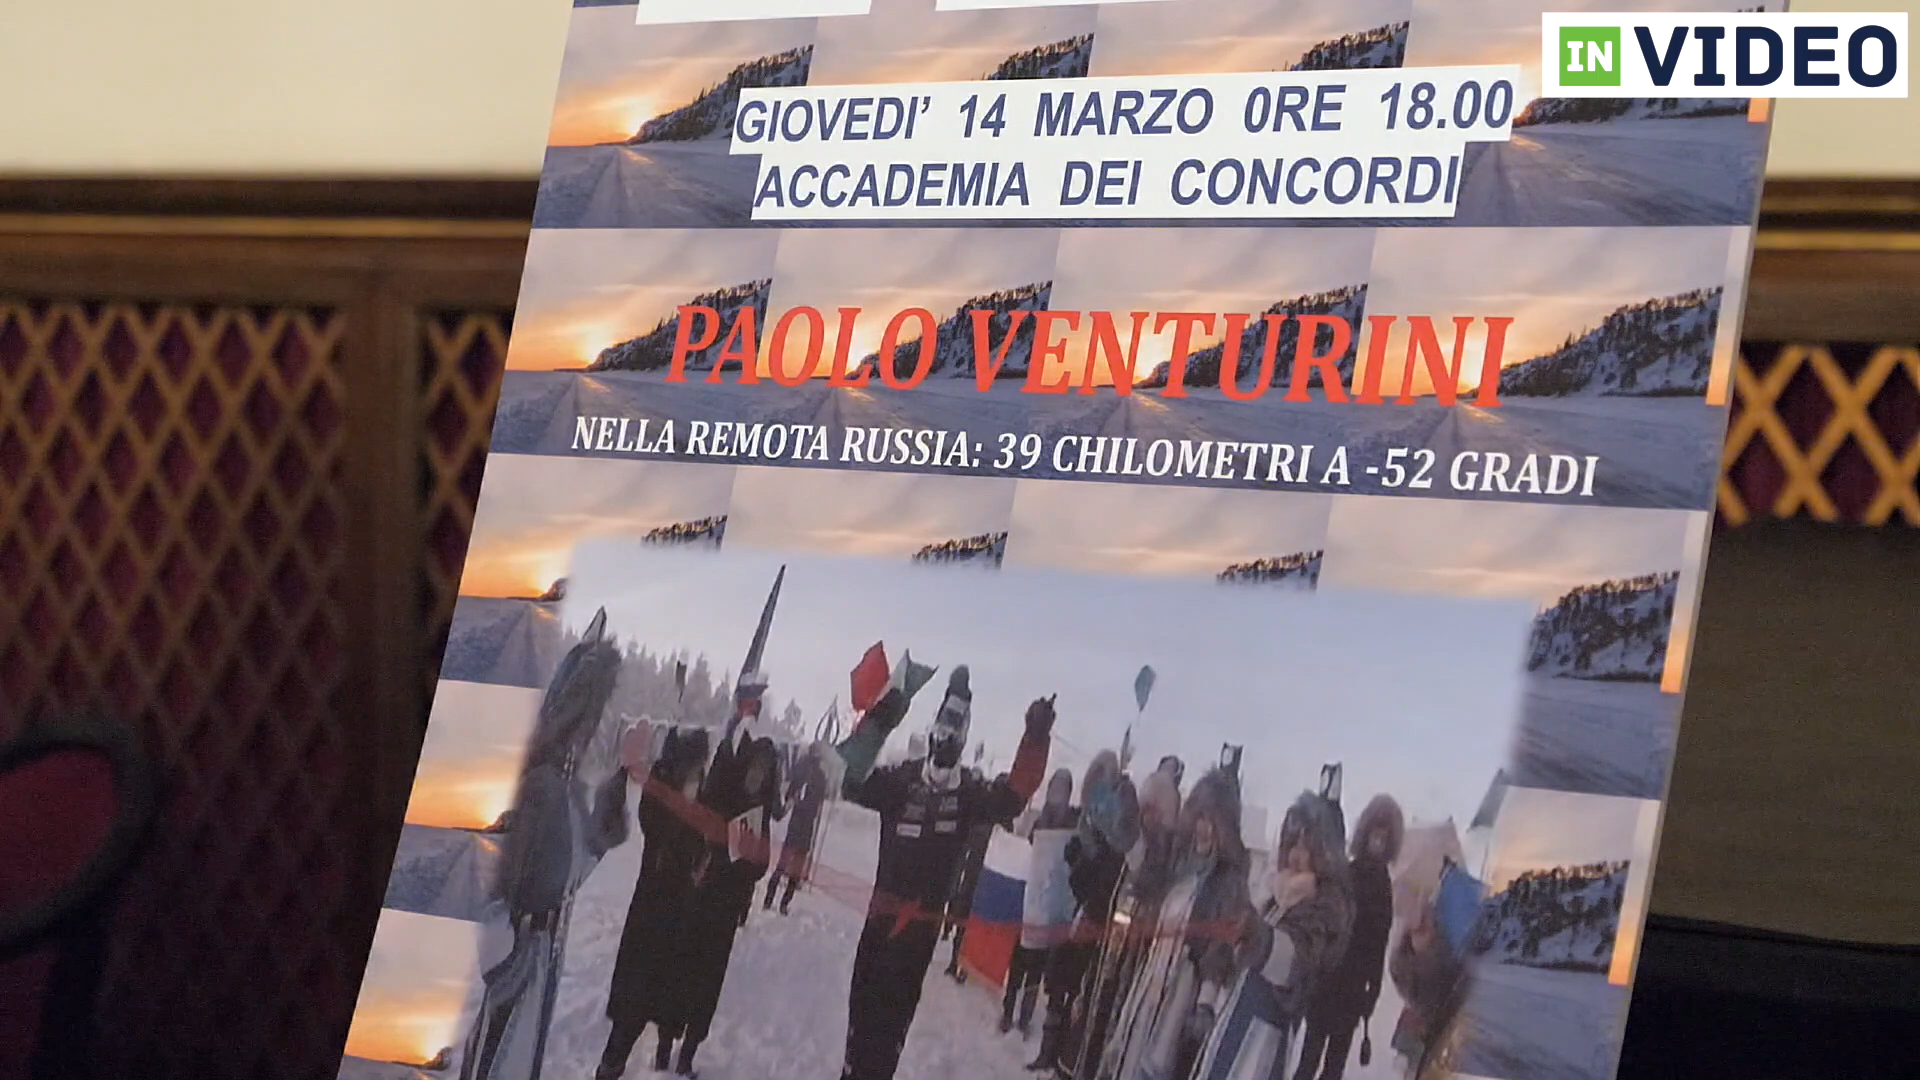 IN VIDEO
GIOVEDI’ 14 MARZO 0RE 18.00
ACCADEMIA DEI CONCORDI
PAOLO VENTURINI
NELLA REMOTA RUSSIA: 39 CHILOMETRI A -52 GRADI